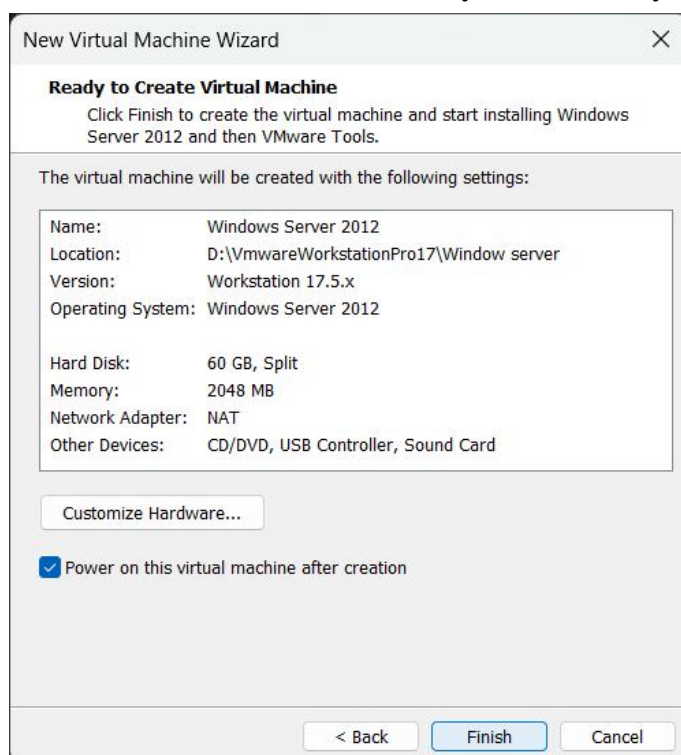 New Virtual Machine Wizard
Ready to Create Virtual Machine
Click Finish to create the virtual machine and start installing Windows
Server 2012 and then VMware Tools.
The virtual machine will be created with the following settings:
Name: Windows Server 2012
Location: D:\VmwareWorkstationPro17\Window server
Version: Workstation 17.5.x
Operating System: Windows Server 2012
Hard Disk: 60 GB, Split
Memory: 2048 MB
Network Adapter: NAT
Other Devices: CD/DVD, USB Controller, Sound Card
Customize Hardware...
Power on this virtual machine after creation
< Back Finish Cancel